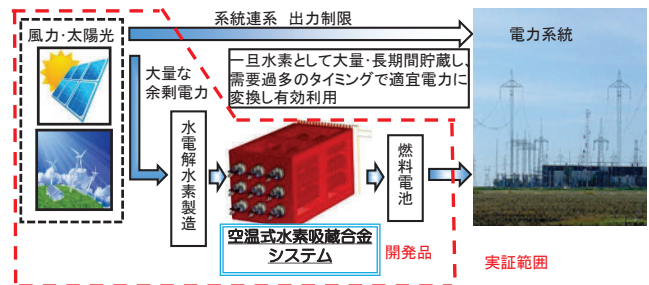 系統連系 出力制限
風力・太陽光
電力系統
一旦水素として大量・長期間貯蔵し、
需要過多のタイミングで適宜電力に
変換し有効利用
大量な
余剰電力
水電解水素製造
燃料電池
空温式水素吸蔵合金
システム
開発品
実証範囲